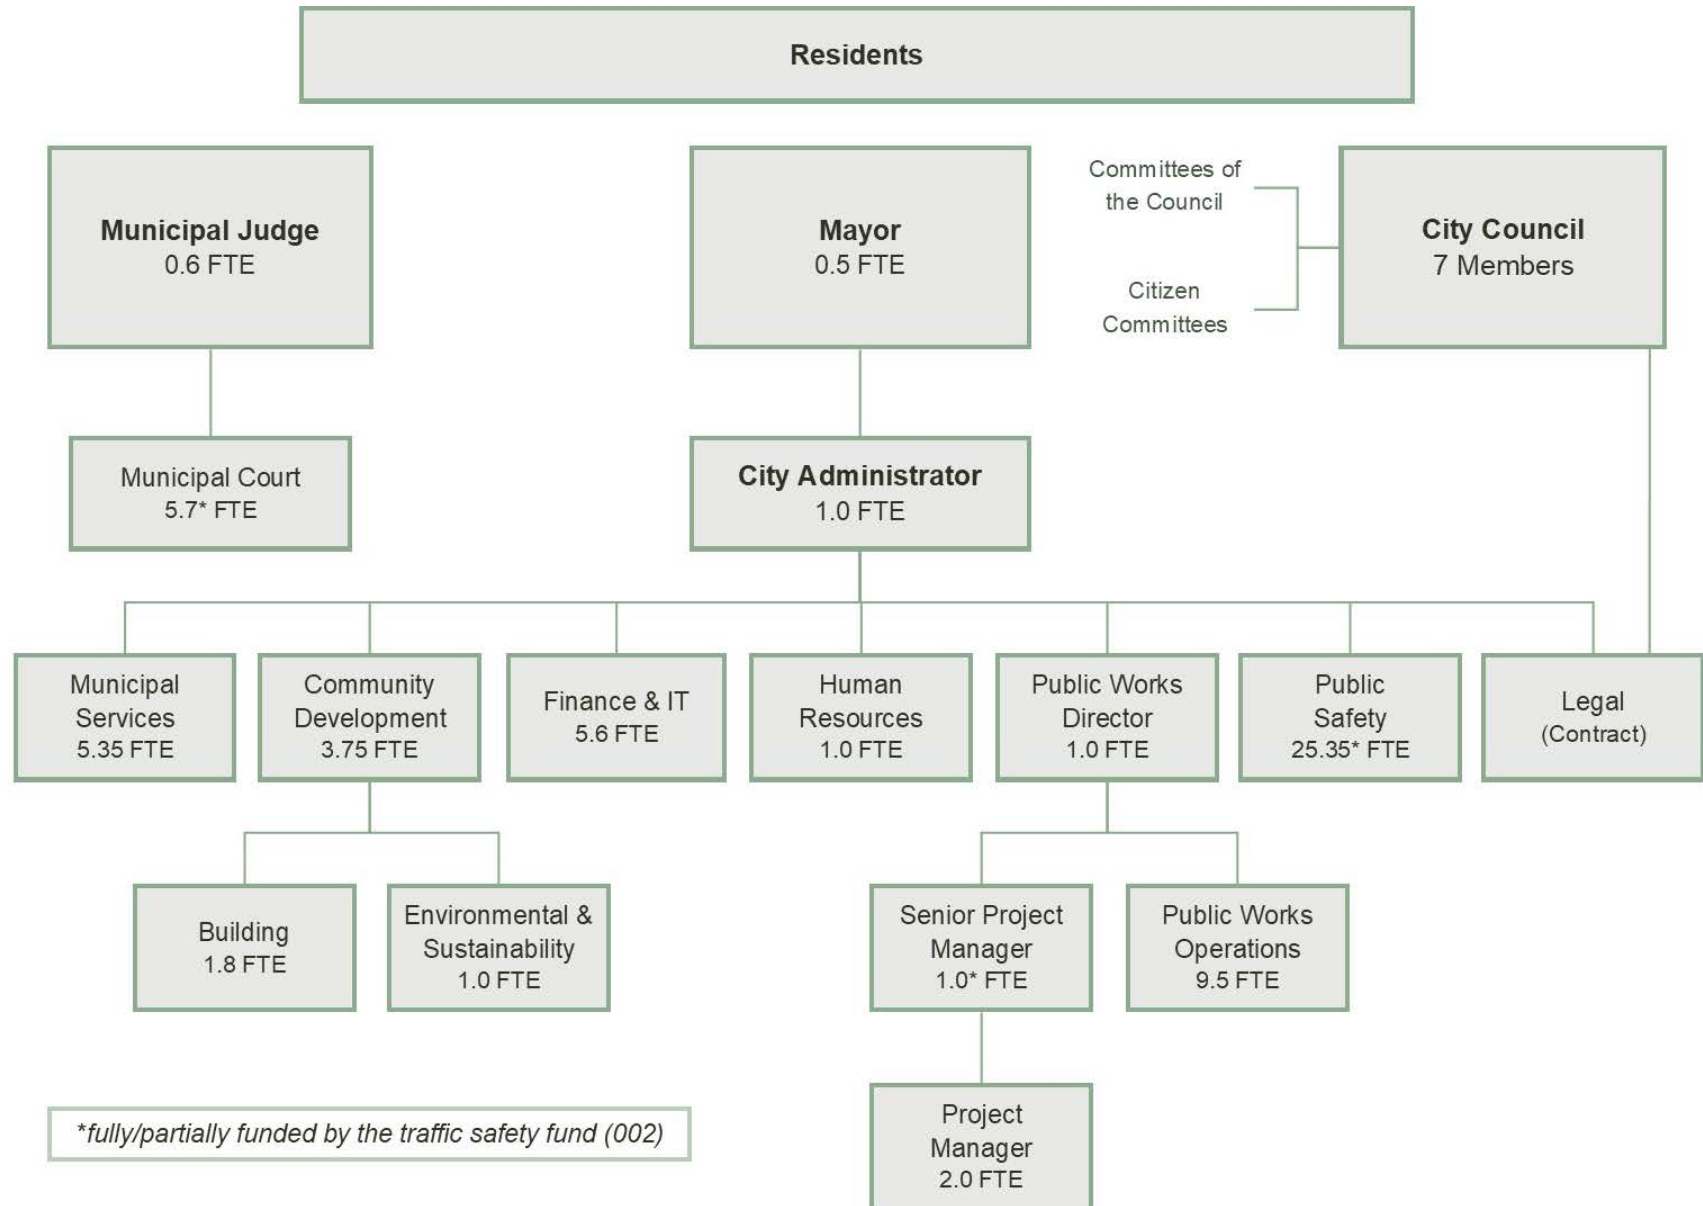 Residents
Municipal Judge
0.6 FTE
Mayor
0.5 FTE
Committees of
the Council
Citizen
Committees
City Council
7 Members
Municipal Court
5.7* FTE
City Administrator
1.0 FTE
Municipal
Services
5.35 FTE
Community
Development
3.75 FTE
Finance & IT
5.6 FTE
Human
Resources
1.0 FTE
Public Works
Director
1.0 FTE
Public
Safety
25.35* FTE
Legal
(Contract)
Building
1.8 FTE
Environmental &
Sustainability
1.0 FTE
Senior Project
Manager
1.0* FTE
Public Works
Operations
9.5 FTE
Project
Manager
2.0 FTE
*fully/partially funded by the traffic safety fund (002)